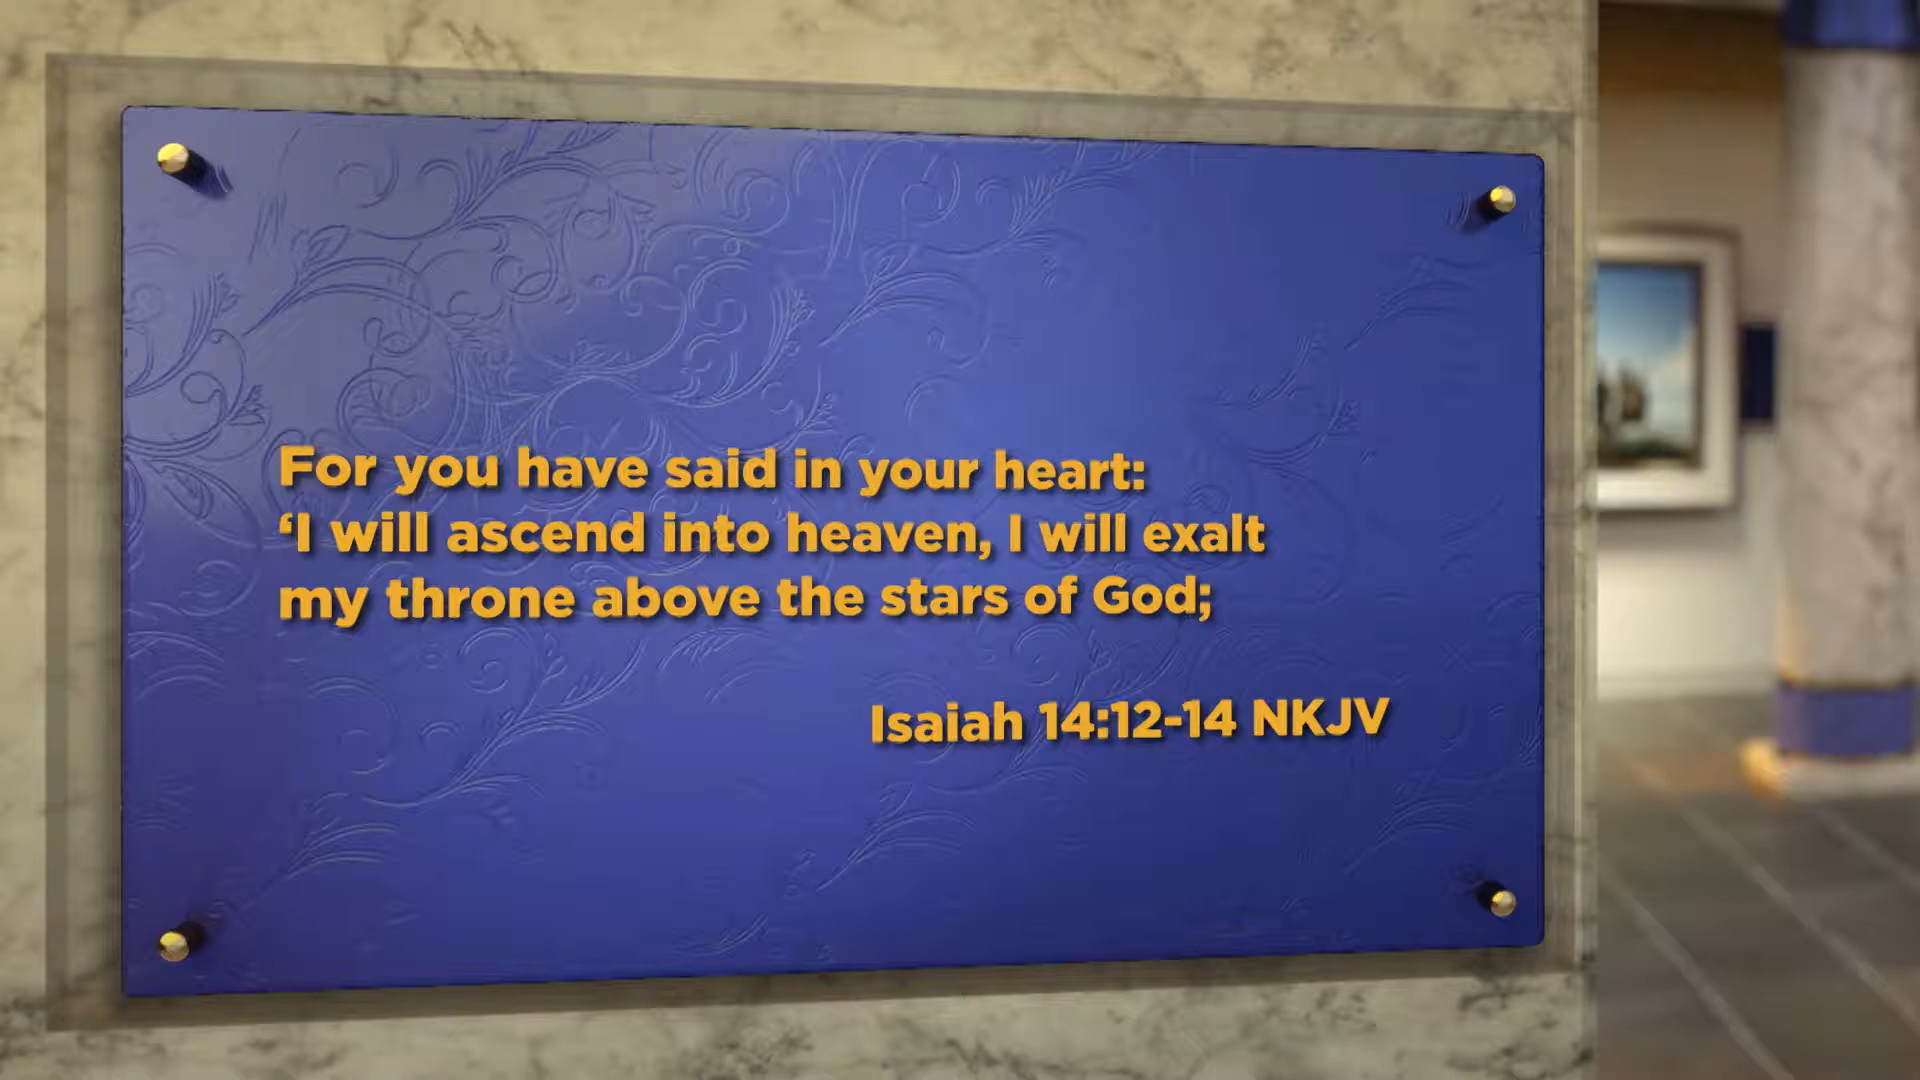 For you have said in your heart:
‘I will ascend into heaven, I will exalt
my throne above the stars of God;
Isaiah 14:12-14 NKJV